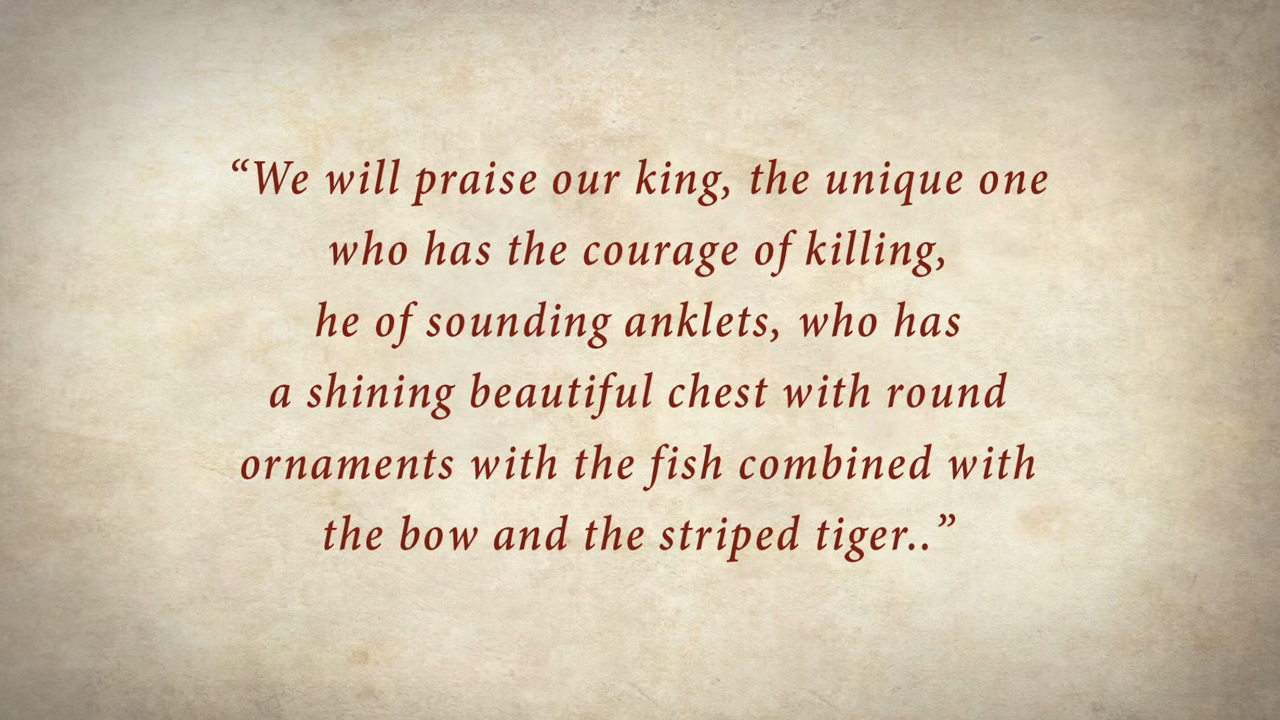 “We will praise our king, the unique one
who has the courage of killing,
he of sounding anklets, who has
a shining beautiful chest with round
ornaments with the fish combined with
the bow and the striped tiger..”